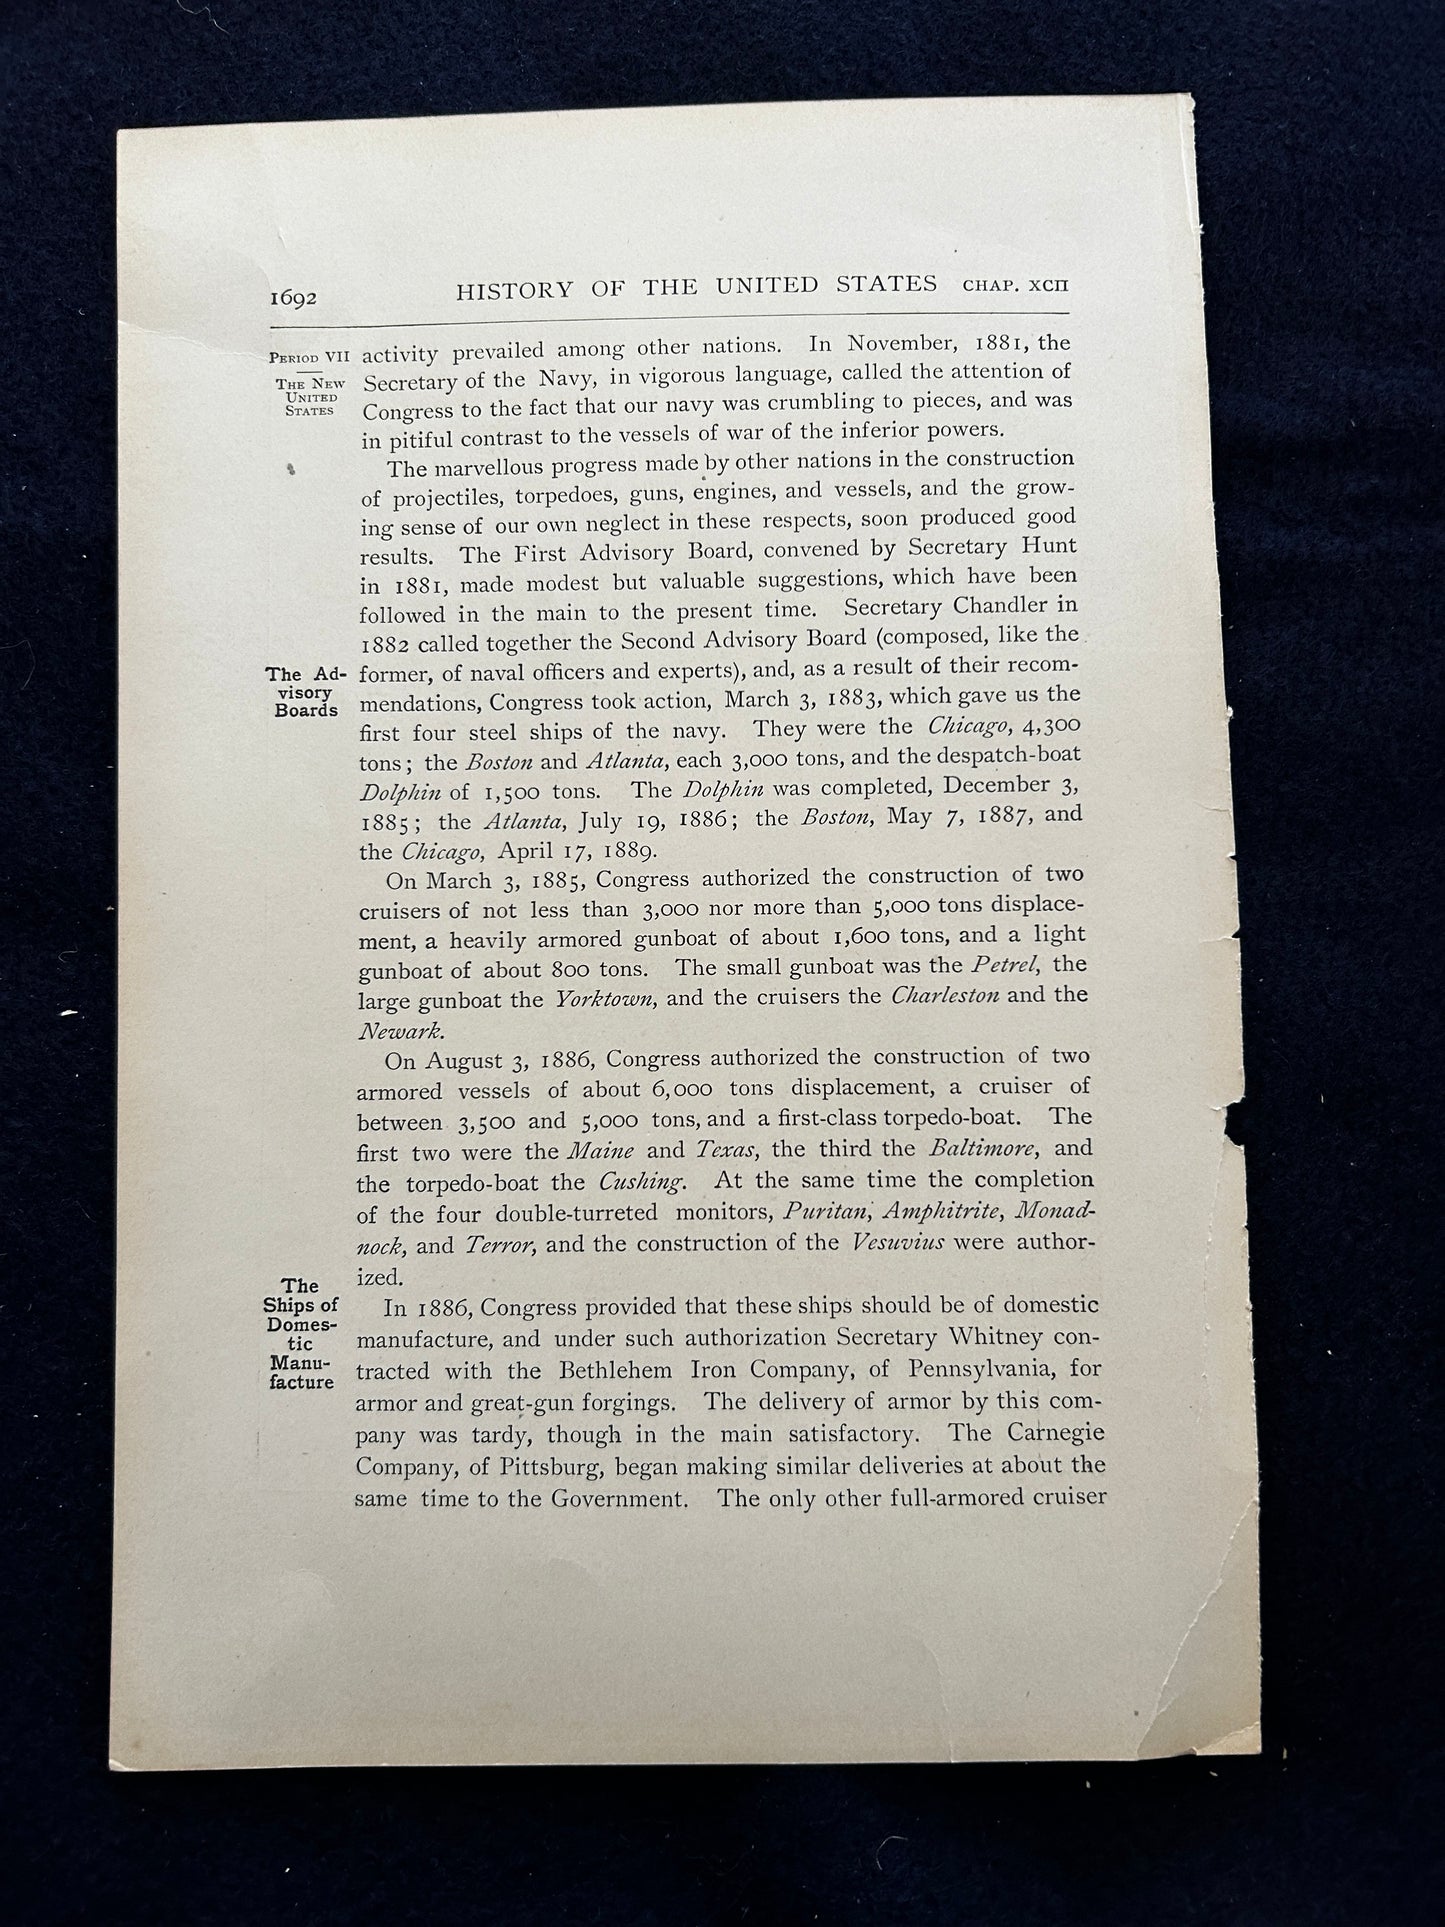 1692 HISTORY OF THE UNITED STATES CHAP. XCII
PERIOD VII
THE NEW
UNITED
STATES
activity prevailed among other nations. In November, 1881, the
Secretary of the Navy, in vigorous language, called the attention of
Congress to the fact that our navy was crumbling to pieces, and was
in pitiful contrast to the vessels of war of the inferior powers.
The marvellous progress made by other nations in the construction
of projectiles, torpedoes, guns, engines, and vessels, and the grow-
ing sense of our own neglect in these respects, soon produced good
results. The First Advisory Board, convened by Secretary Hunt
in 1881, made modest but valuable suggestions, which have been
followed in the main to the present time. Secretary Chandler in
1882 called together the Second Advisory Board (composed, like the
The Ad-
visory
Boards
former, of naval officers and experts), and, as a result of their recom-
mendations, Congress took action, March 3, 1883, which gave us the
first four steel ships of the navy. They were the Chicago, 4,300
tons; the Boston and Atlanta, each 3,000 tons, and the despatch-boat
Dolphin of 1,500 tons. The Dolphin was completed, December 3,
1885; the Atlanta, July 19, 1886; the Boston, May 7, 1887, and
the Chicago, April 17, 1889.
On March 3, 1885, Congress authorized the construction of two
cruisers of not less than 3,000 nor more than 5,000 tons displace-
ment, a heavily armored gunboat of about 1,600 tons, and a light
gunboat of about 800 tons. The small gunboat was the Petrel, the
large gunboat the Yorktown, and the cruisers the Charleston and the
Newark.
On August 3, 1886, Congress authorized the construction of two
armored vessels of about 6,000 tons displacement, a cruiser of
between 3,500 and 5,000 tons, and a first-class torpedo-boat. The
first two were the Maine and Texas, the third the Baltimore, and
the torpedo-boat the Cushing. At the same time the completion
of the four double-turreted monitors, Puritan, Amphitrite, Monad-
nock, and Terror, and the construction of the Vesuvius were author-
ized.
The
Ships of
Domes-
tic
Manu-
facture
In 1886, Congress provided that these ships should be of domestic
manufacture, and under such authorization Secretary Whitney con-
tracted with the Bethlehem Iron Company, of Pennsylvania, for
armor and great-gun forgings. The delivery of armor by this com-
pany was tardy, though in the main satisfactory. The Carnegie
Company, of Pittsburg, began making similar deliveries at about the
same time to the Government. The only other full-armored cruiser